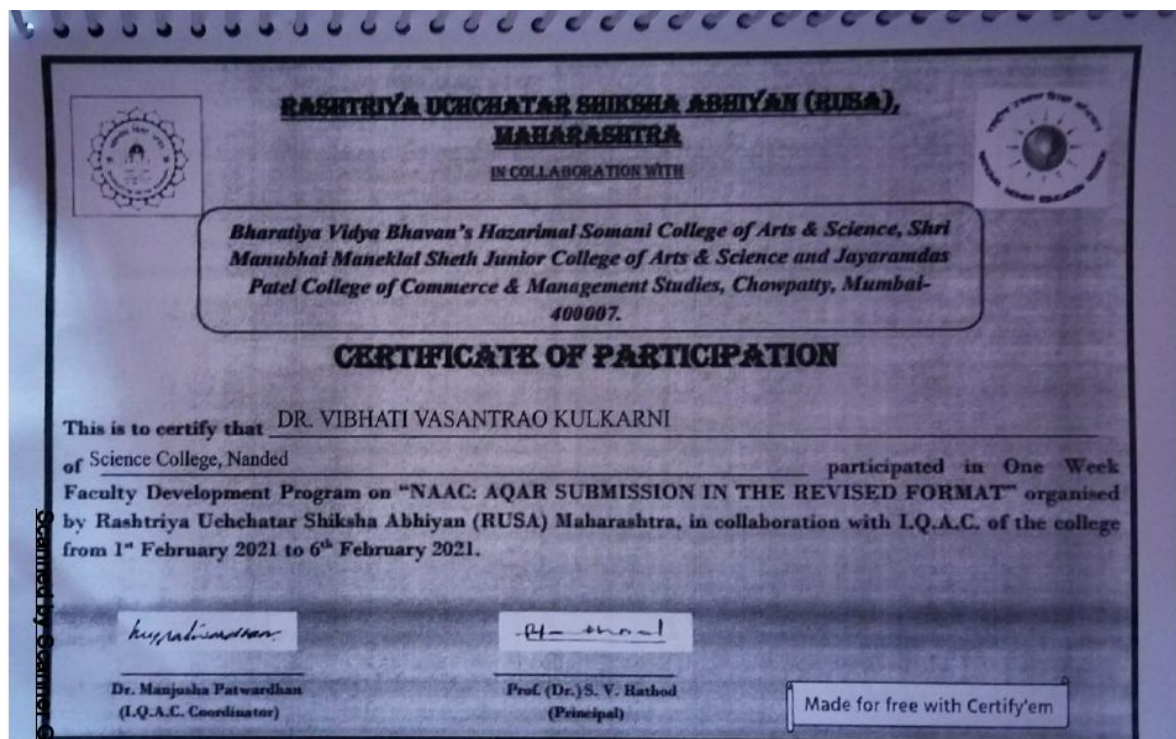 RASHTRIYA UCHCHATAR SHIKSHA ABHIYAN (RUSA),
MAHARASHTRA
IN COLLABORATION WITH
Bharatiya Vidya Bhavan's Hazarimal Somani College of Arts & Science, Shri
Manubhai Maneklal Sheth Junior College of Arts & Science and Jayaramdas
Patel College of Commerce & Management Studies, Chowpatty, Mumbai-
400007.
CERTIFICATE OF PARTICIPATION
This is to certify that DR. VIBHATI VASANTRAO KULKARNI
of Science College, Nanded participated in One Week
Faculty Development Program on "NAAC: AQAR SUBMISSION IN THE REVISED FORMAT" organised
by Rashtriya Uchchatar Shiksha Abhiyan (RUSA) Maharashtra, in collaboration with I.Q.A.C. of the college
from 1st February 2021 to 6th February 2021.
Dr. Manjusha Patwardhan
(I.Q.A.C. Coordinator)
Prof. (Dr.) S. V. Rathod
(Principal)
Made for free with Certify'em
Scanned by Scanner G